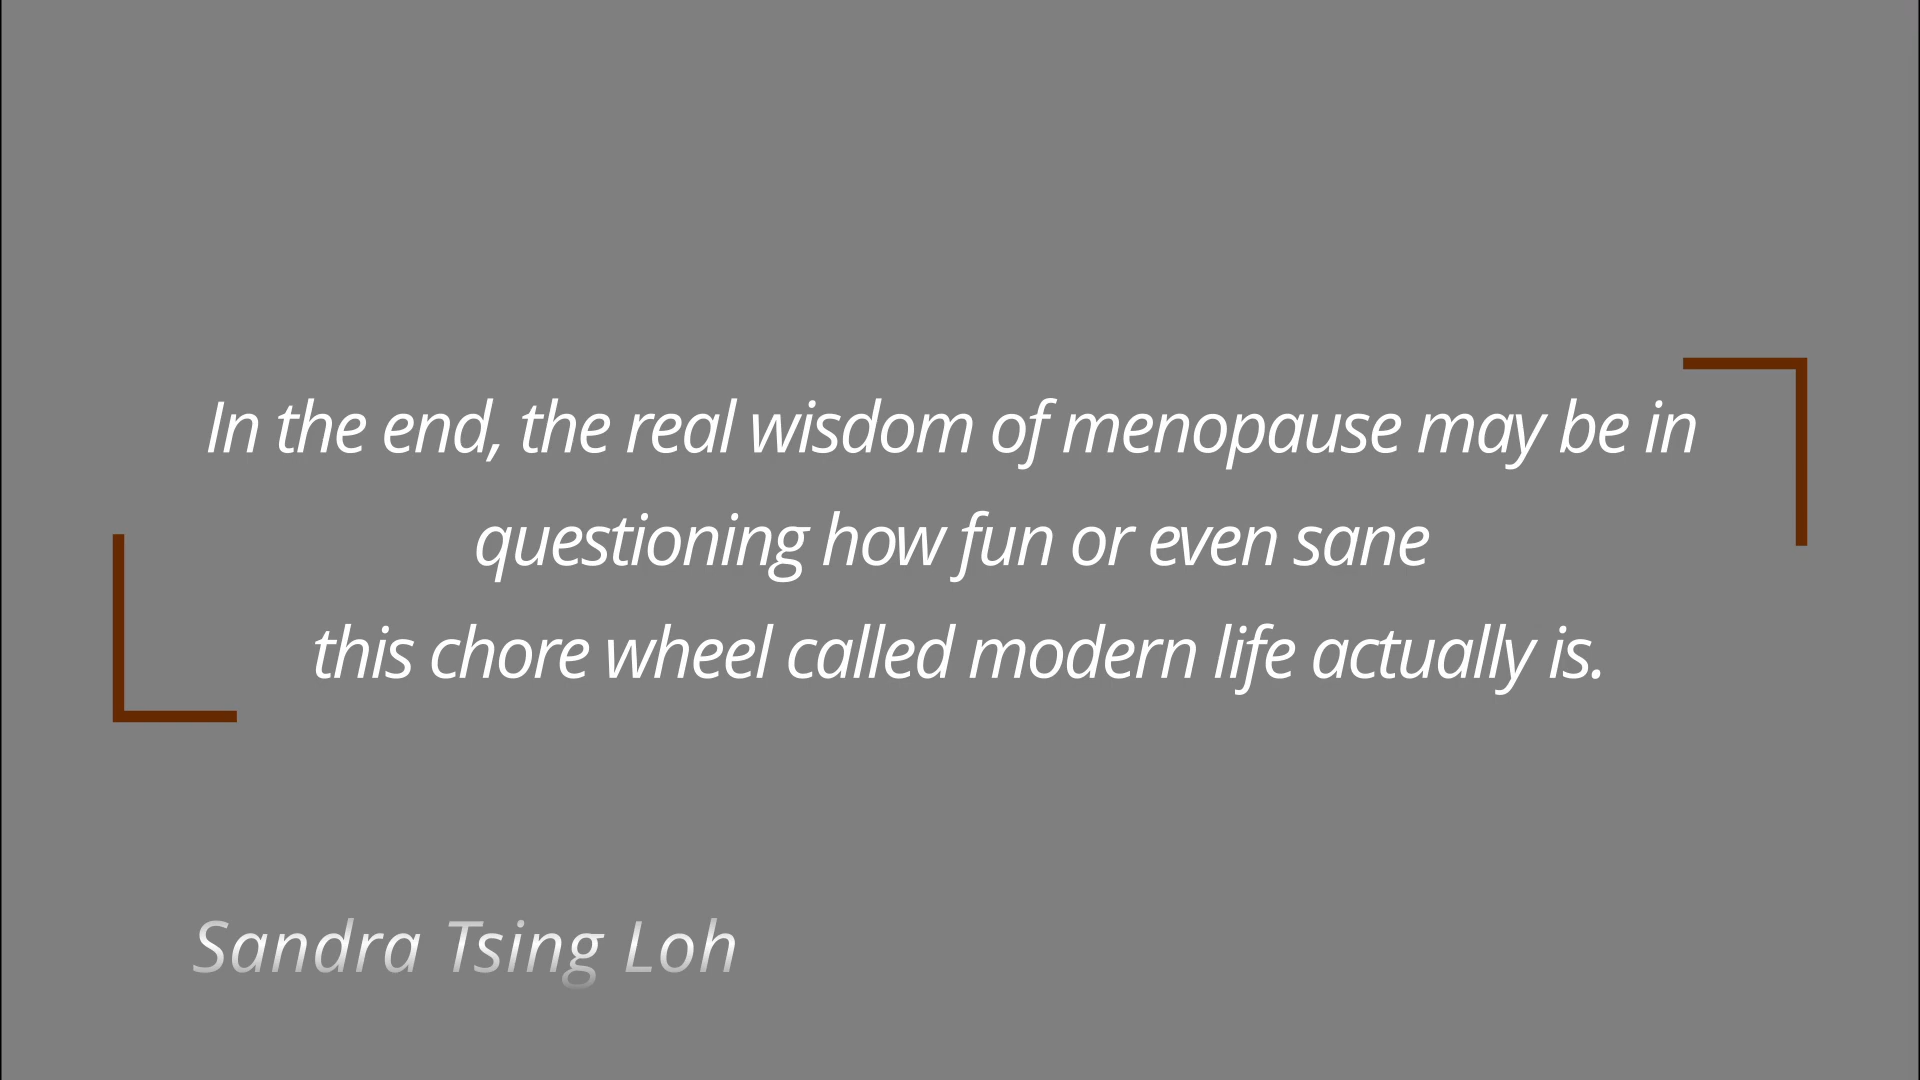 In the end, the real wisdom of menopause may be in
questioning how fun or even sane
this chore wheel called modern life actually is.
Sandra Tsing Loh